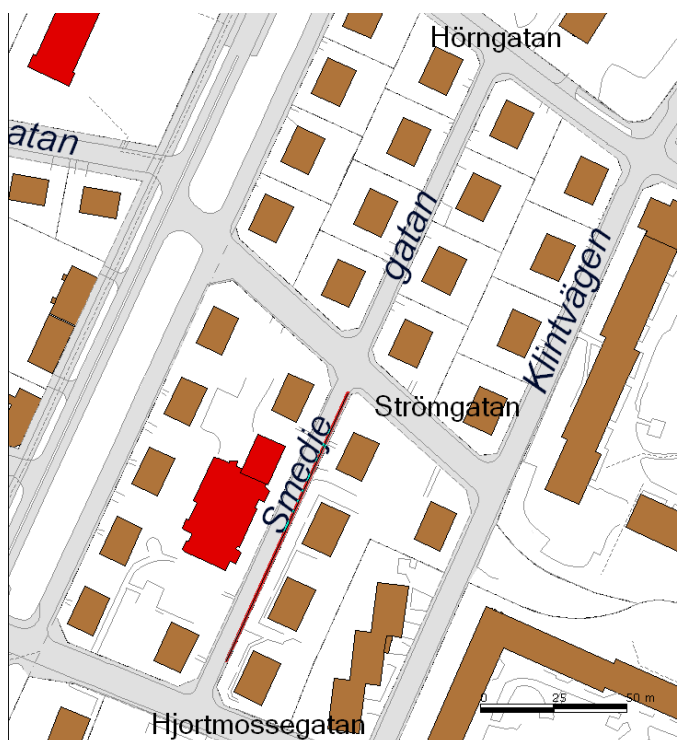 Hörngatan
atan
gatan
Klintvägen
Strömgatan
Smedje
0 25 50 m
Hjortmossegatan